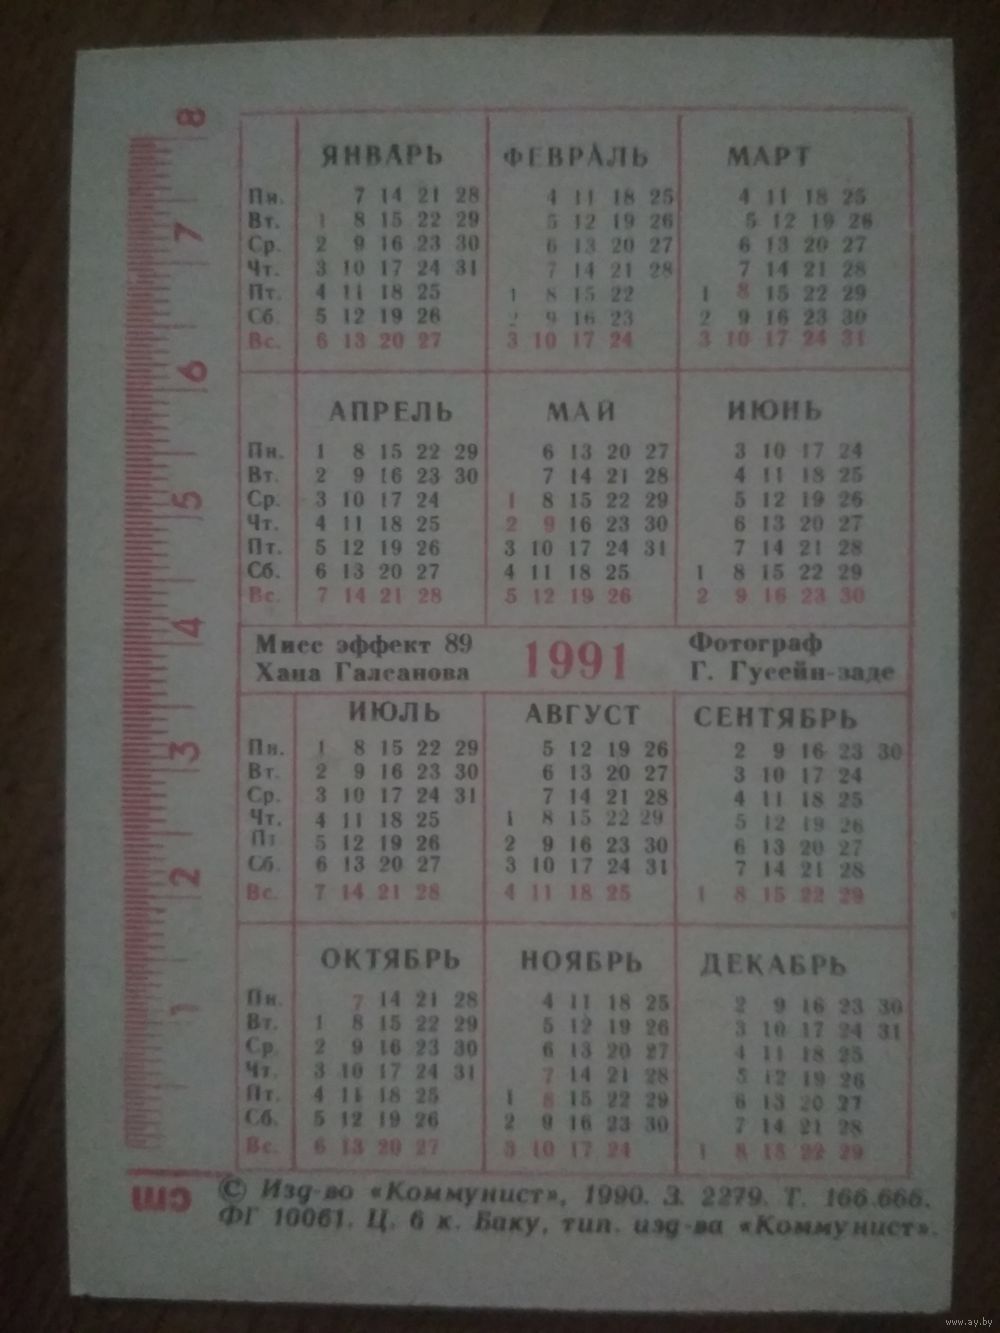 8
7
6
5
4
3
2
1
cm
ЯНВАРЬ ФЕВРАЛЬ МАРТ
Пн. 7 14 21 28 4 11 18 25 4 11 18 25
Вт. 1 8 15 22 29 5 12 19 26 5 12 19 26
Ср. 2 9 16 23 30 6 13 20 27 6 13 20 27
Чт. 3 10 17 24 31 7 14 21 28 7 14 21 28
Пт. 4 11 18 25 1 8 15 22 1 8 15 22 29
Сб. 5 12 19 26 2 9 16 23 2 9 16 23 30
Вс. 6 13 20 27 3 10 17 24 3 10 17 24 31
АПРЕЛЬ МАЙ ИЮНЬ
Пн. 1 8 15 22 29 6 13 20 27 3 10 17 24
Вт. 2 9 16 23 30 7 14 21 28 4 11 18 25
Ср. 3 10 17 24 1 8 15 22 29 5 12 19 26
Чт. 4 11 18 25 2 9 16 23 30 6 13 20 27
Пт. 5 12 19 26 3 10 17 24 31 7 14 21 28
Сб. 6 13 20 27 4 11 18 25 1 8 15 22 29
Вс. 7 14 21 28 5 12 19 26 2 9 16 23 30
Мисс эффект 89
Хана Галсанова
1991
Фотограф
Г. Гусейн-заде
ИЮЛЬ АВГУСТ СЕНТЯБРЬ
Пн. 1 8 15 22 29 5 12 19 26 2 9 16 23 30
Вт. 2 9 16 23 30 6 13 20 27 3 10 17 24
Ср. 3 10 17 24 31 7 14 21 28 4 11 18 25
Чт. 4 11 18 25 1 8 15 22 29 5 12 19 26
Пт 5 12 19 26 2 9 16 23 30 6 13 20 27
Сб. 6 13 20 27 3 10 17 24 31 7 14 21 28
Вс. 7 14 21 28 4 11 18 25 1 8 15 22 29
ОКТЯБРЬ НОЯБРЬ ДЕКАБРЬ
Пн. 7 14 21 28 4 11 18 25 2 9 16 23 30
Вт. 1 8 15 22 29 5 12 19 26 3 10 17 24 31
Ср. 2 9 16 23 30 6 13 20 27 4 11 18 25
Чт. 3 10 17 24 31 7 14 21 28 5 12 19 26
Пт. 4 11 18 25 1 8 15 22 29 6 13 20 27
Сб. 5 12 19 26 2 9 16 23 30 7 14 21 28
Вс. 6 13 20 27 3 10 17 24 1 8 15 22 29
© Изд-во «Коммунист», 1990. З. 2279. Т. 166.666.
ФГ 10061. Ц. 6 к. Баку, тип. изд-ва «Коммунист».
www.ay.by